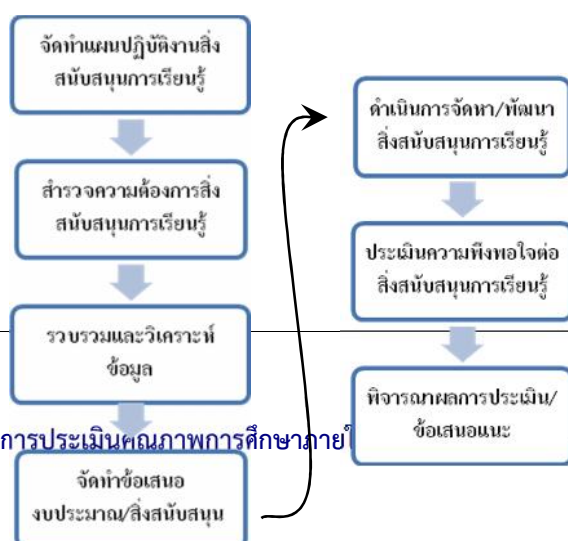 จัดทำแผนปฏิบัติงานสิ่ง
สนับสนุนการเรียนรู้
สำรวจความต้องการสิ่ง
สนับสนุนการเรียนรู้
รวบรวมและวิเคราะห์
ข้อมูล
การประเมินคุณภาพการศึกษาภายใ
จัดทำข้อเสนอ
งบประมาณ/สิ่งสนับสนุน
ดำเนินการจัดหา/พัฒนา
สิ่งสนับสนุนการเรียนรู้
ประเมินความพึงพอใจต่อ
สิ่งสนับสนุนการเรียนรู้
พิจารณาผลการประเมิน/
ข้อเสนอแนะ